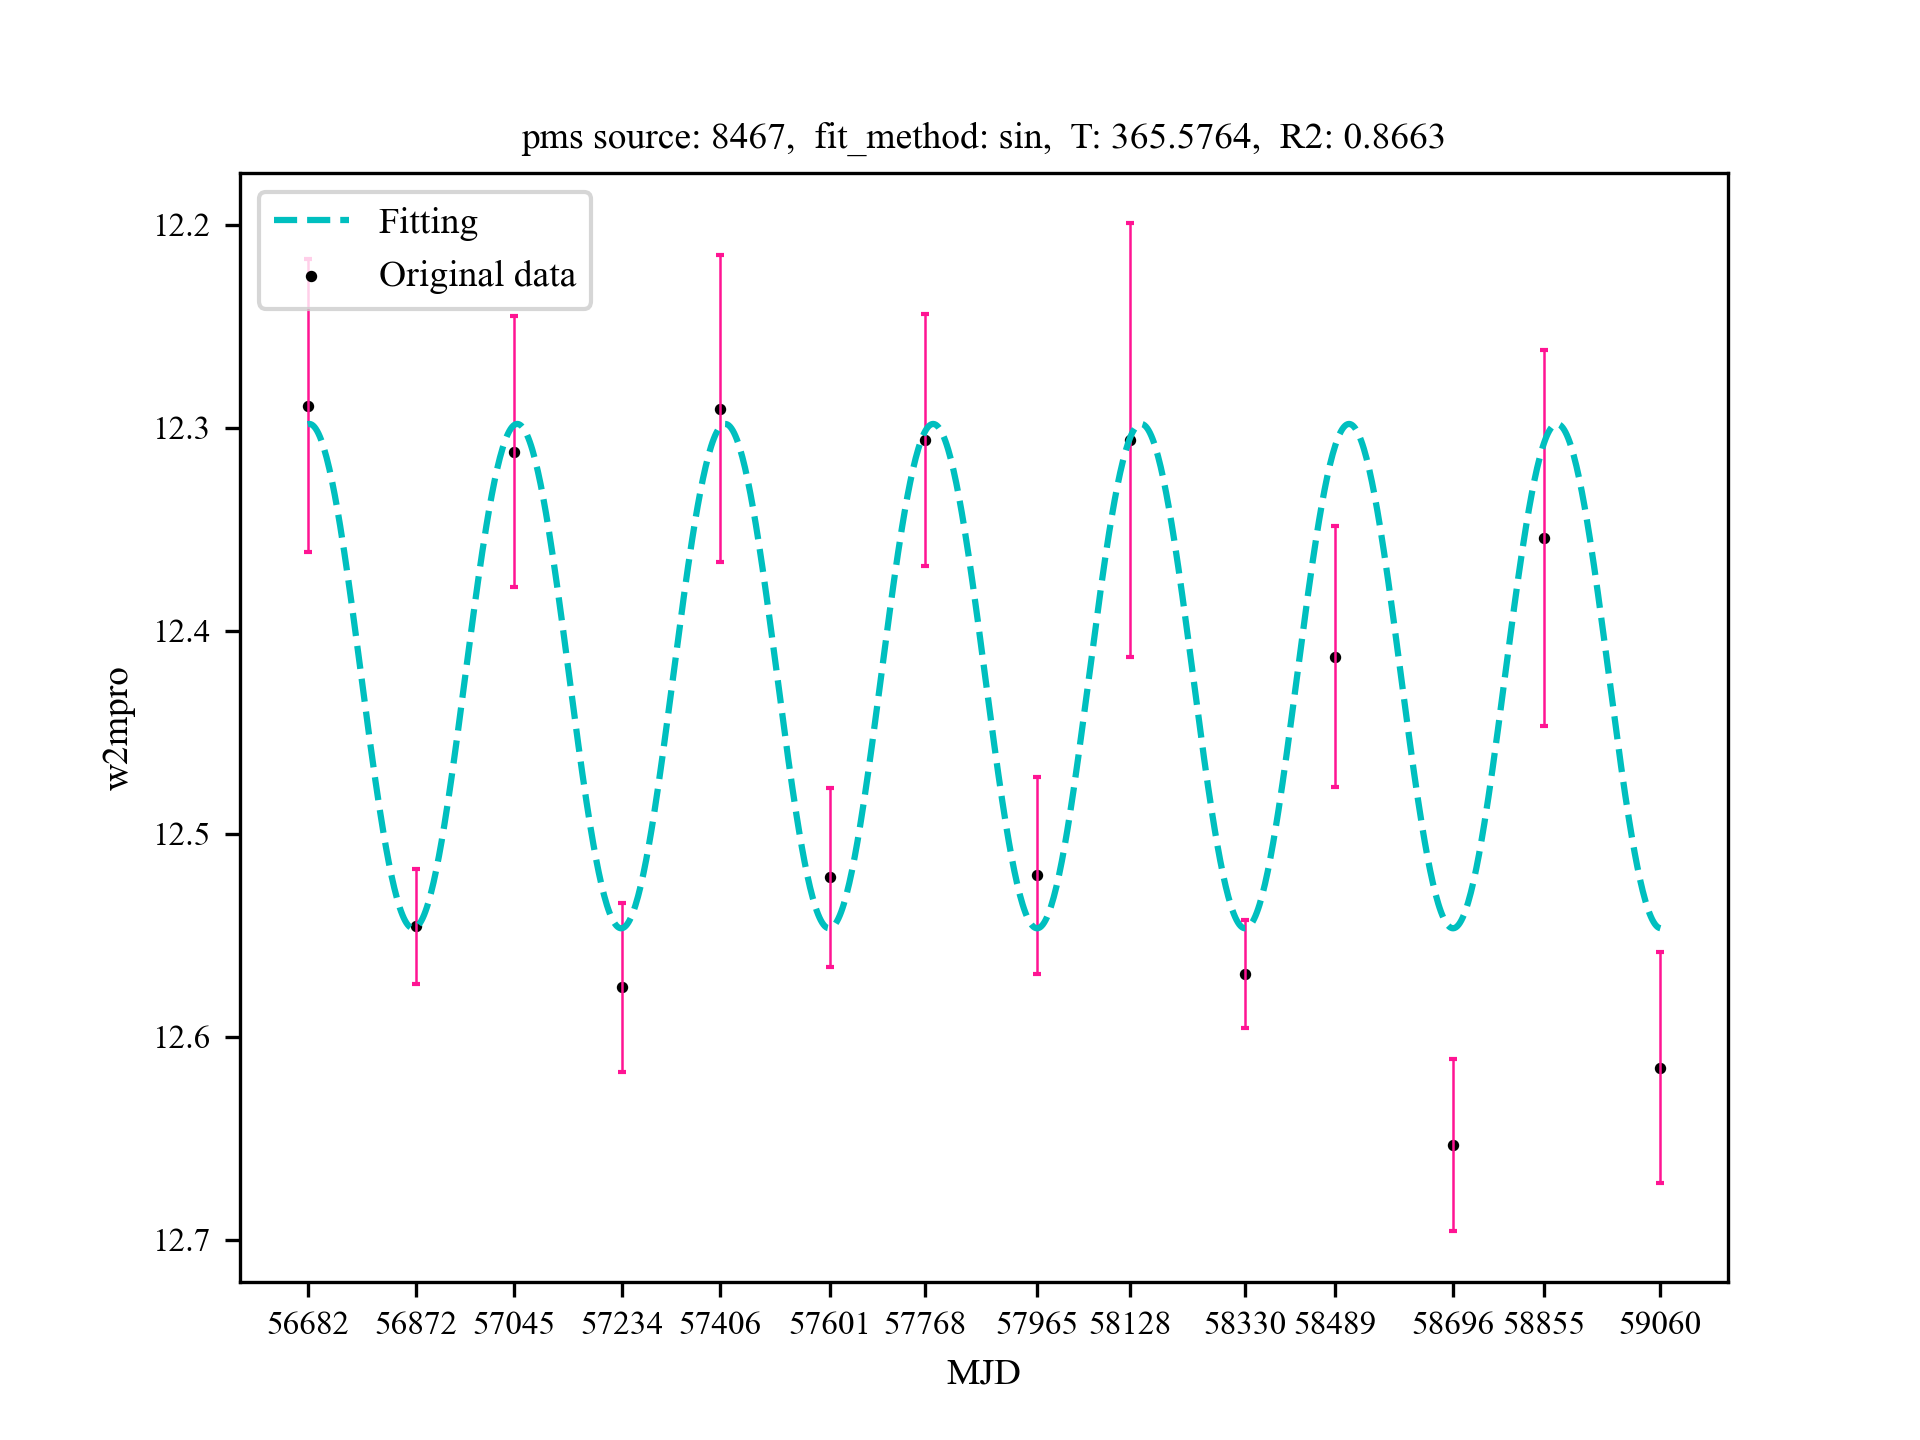 pms source: 8467, fit_method: sin, T: 365.5764, R2: 0.8663
Fitting
Original data
12.2
12.3
12.4
12.5
12.6
12.7
w2mpro
56682 56872 57045 57234 57406 57601 57768 57965 58128 58330 58489 58696 58855 59060
MJD